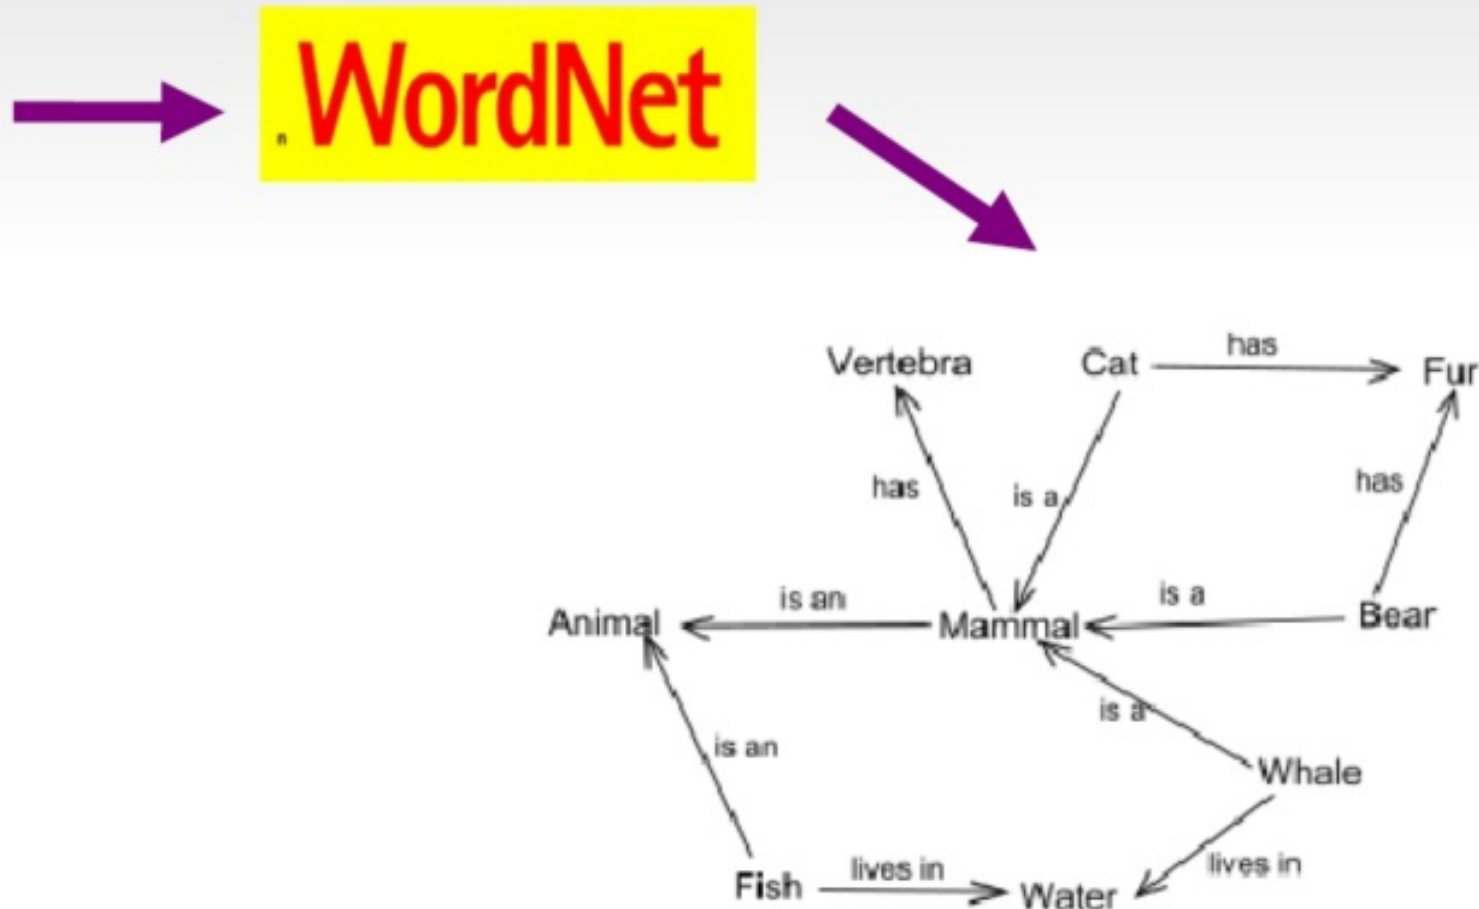 n WordNet
Vertebra
Cat
has
Fur
has
is a
has
Animal
is an
Mammal
is a
Bear
is an
is a
Whale
Fish
lives in
Water
lives in